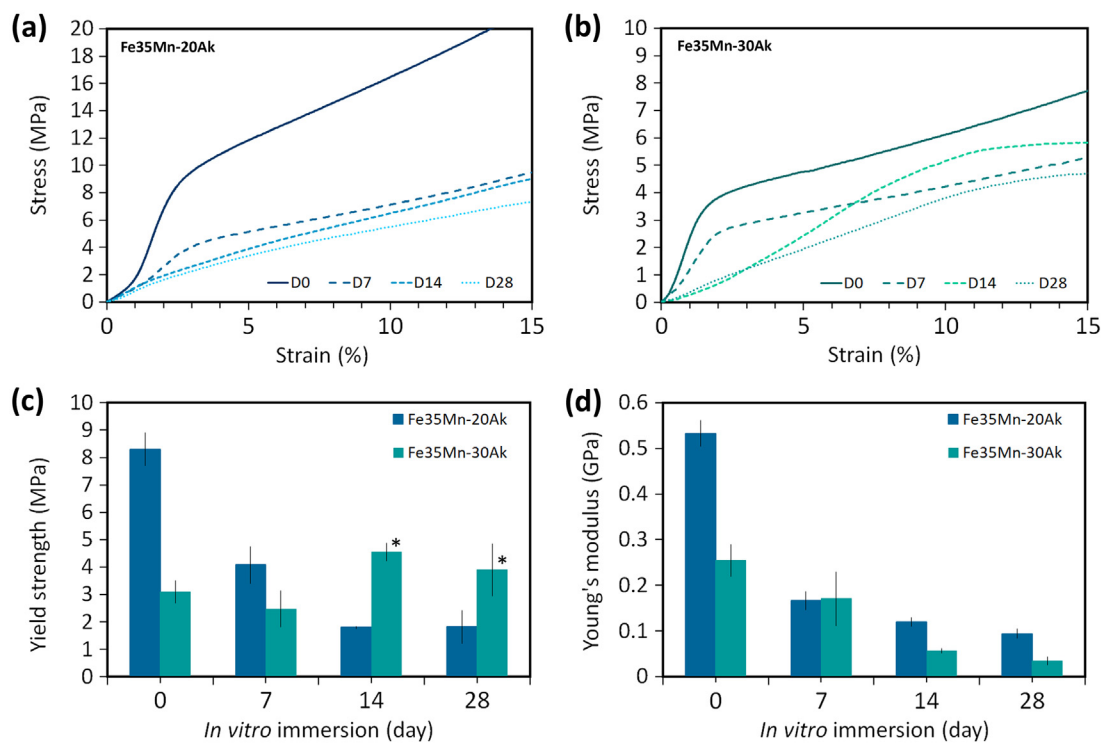 (a)
Fe35Mn-20Ak
Stress (MPa)
20
18
16
14
12
10
8
6
4
2
0
D0 D7 D14 D28
0 5 10 15
Strain (%)
(b)
Fe35Mn-30Ak
Stress (MPa)
10
9
8
7
6
5
4
3
2
1
0
D0 D7 D14 D28
0 5 10 15
Strain (%)
(c)
Yield strength (MPa)
10
9
8
7
6
5
4
3
2
1
0
Fe35Mn-20Ak
Fe35Mn-30Ak
* *
0 7 14 28
In vitro immersion (day)
(d)
Young's modulus (GPa)
0.6
0.5
0.4
0.3
0.2
0.1
0
Fe35Mn-20Ak
Fe35Mn-30Ak
0 7 14 28
In vitro immersion (day)